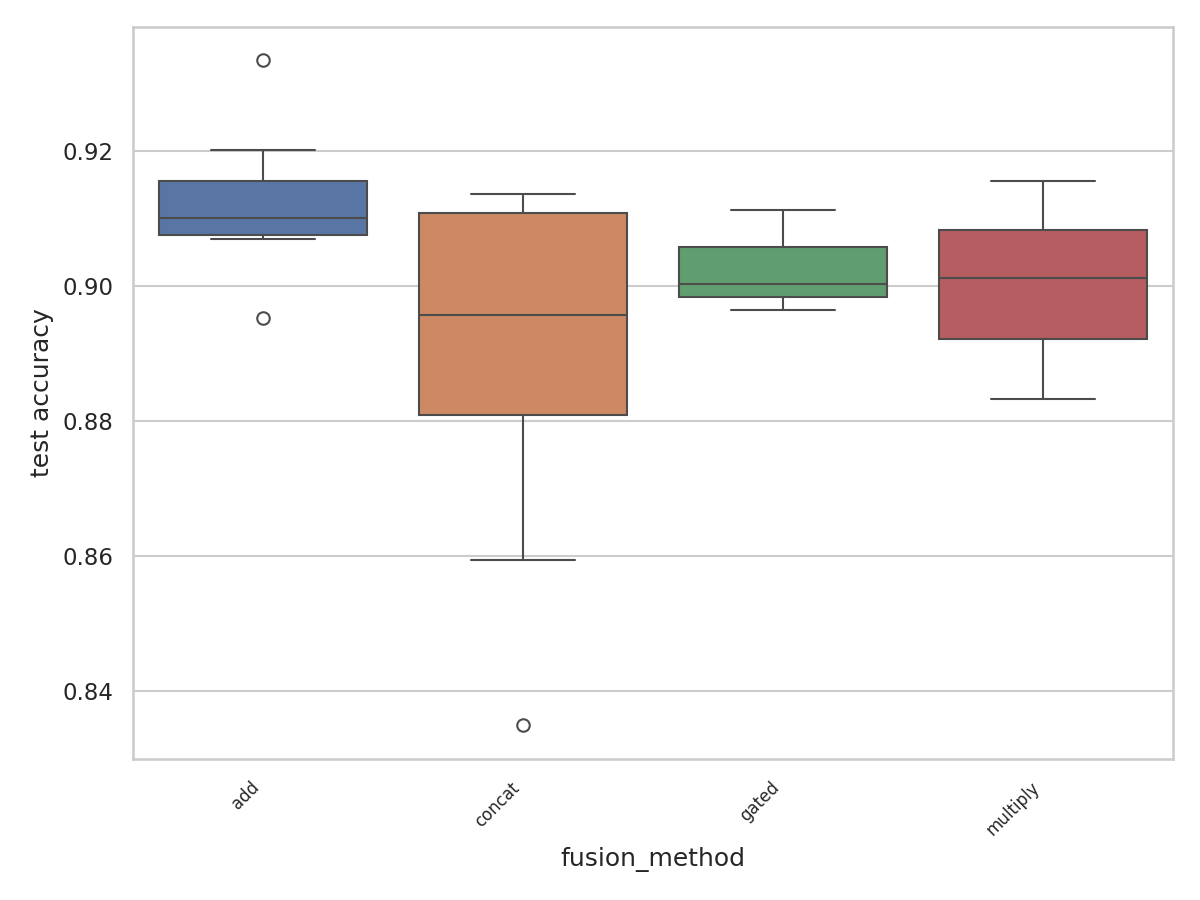 test accuracy
0.92
0.90
0.88
0.86
0.84
add
concat
gated
multiply
fusion_method